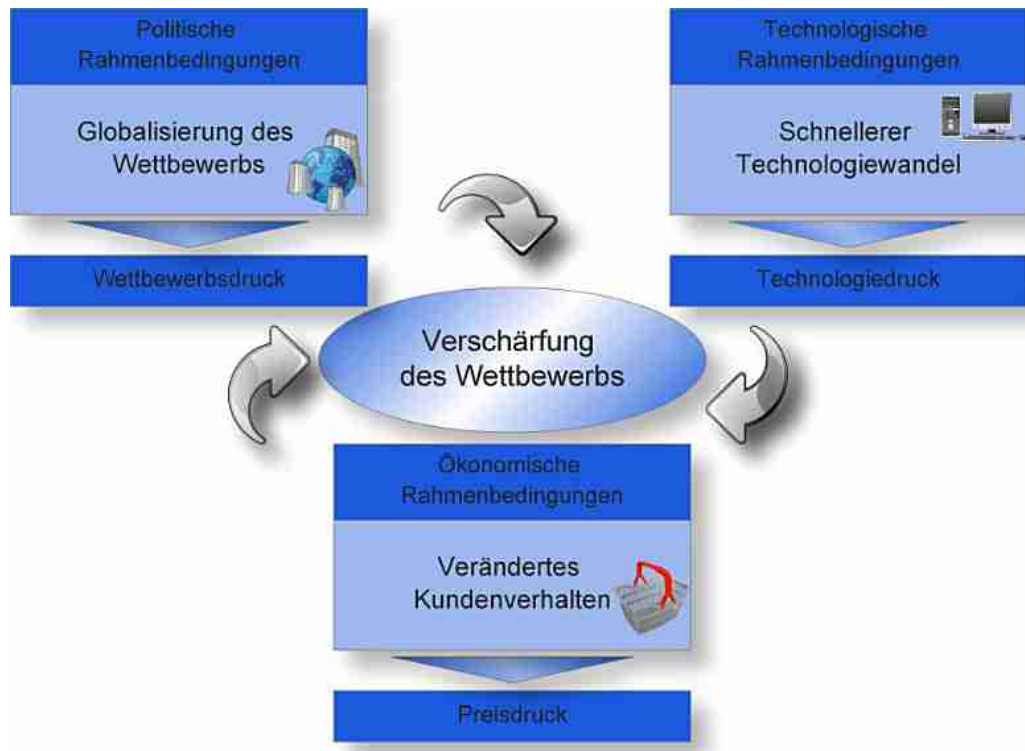 Politische
Rahmenbedingungen
Globalisierung des
Wettbewerbs
Wettbewerbsdruck
Technologische
Rahmenbedingungen
Schnellerer
Technologiewandel
Technologiedruck
Verschärfung
des Wettbewerbs
Ökonomische
Rahmenbedingungen
Verändertes
Kundenverhalten
Preisdruck